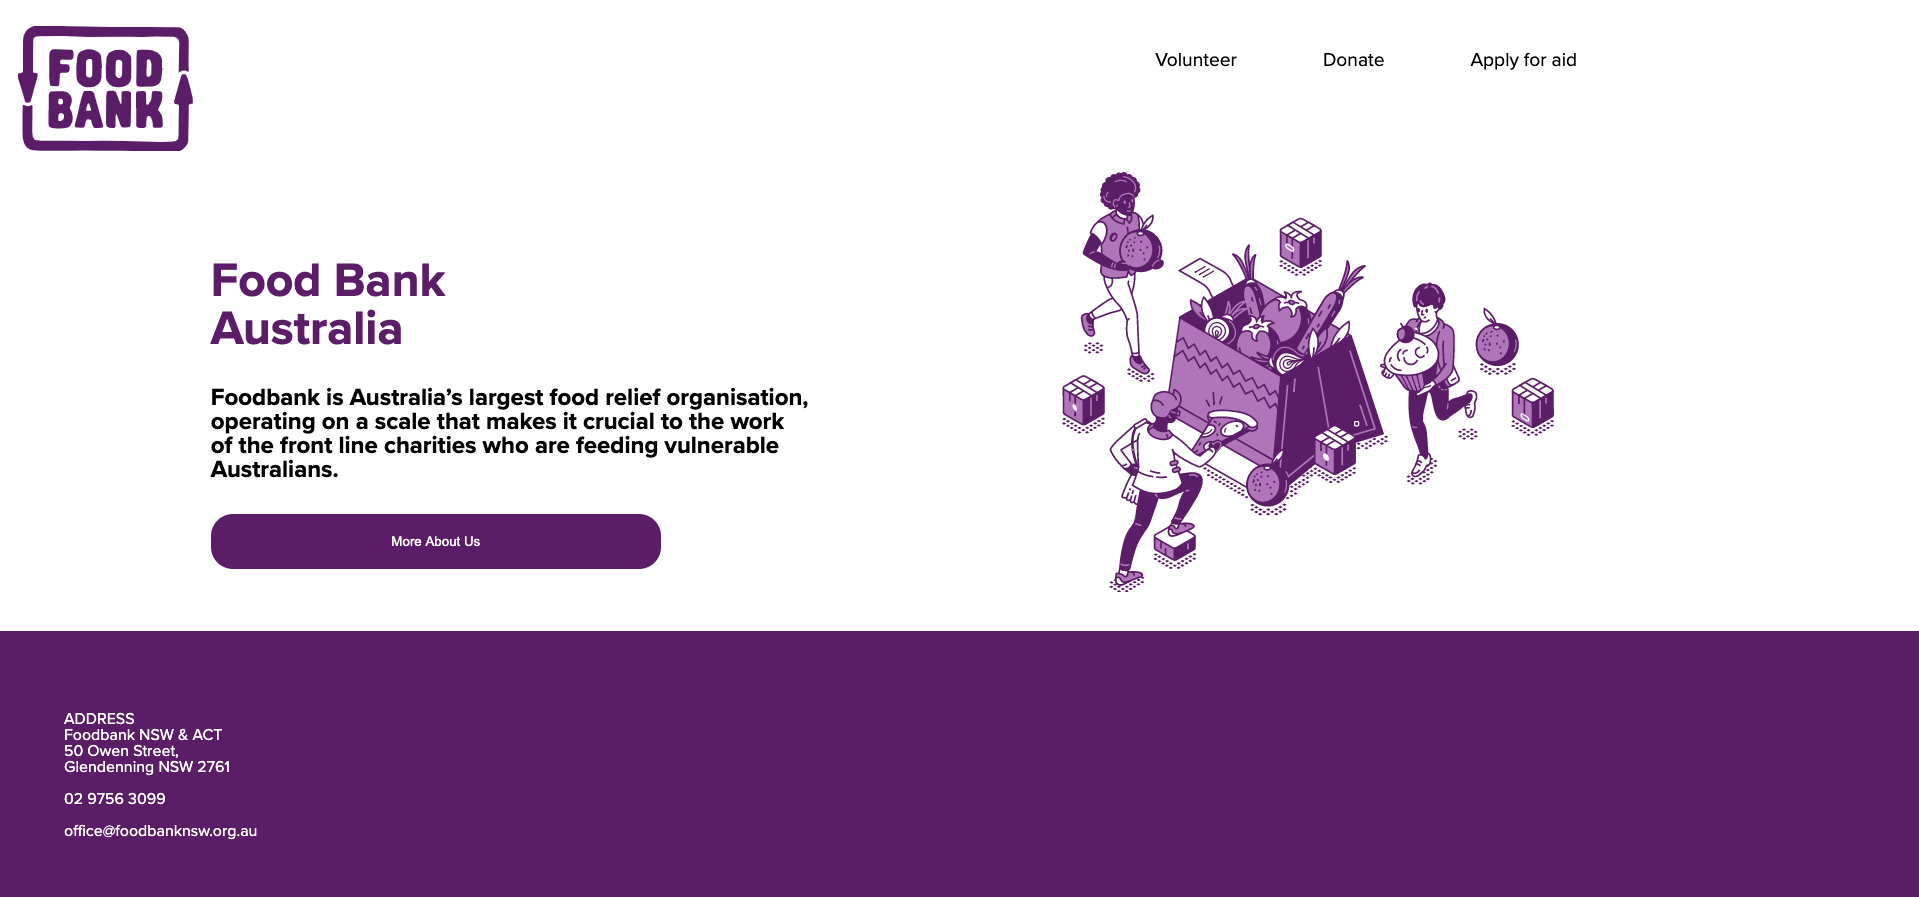 FOOD
BANK
Volunteer
Donate
Apply for aid
Food Bank
Australia
Foodbank is Australia’s largest food relief organisation,
operating on a scale that makes it crucial to the work
of the front line charities who are feeding vulnerable
Australians.
More About Us
ADDRESS
Foodbank NSW & ACT
50 Owen Street,
Glendenning NSW 2761
02 9756 3099
office@foodbanknsw.org.au